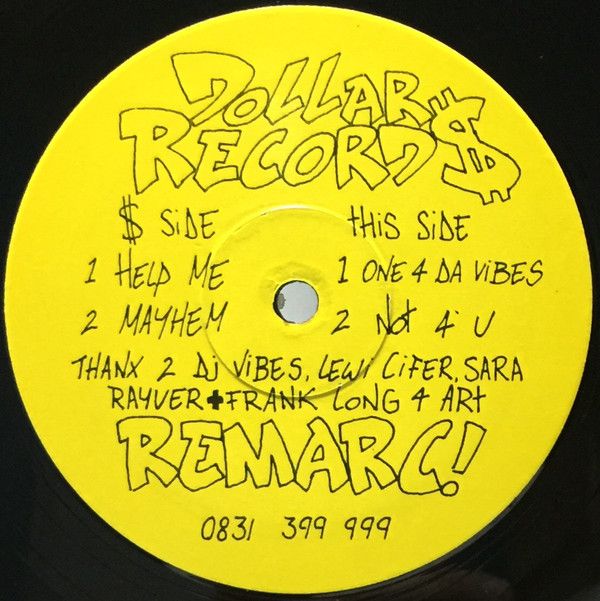 DOLLAR
RECORD$
$ SIDE
1 HELP ME
2 MAYHEM
tHIS SIDE
1 ONE 4 DA ViBES
2 Not 4 U
THANX 2 DJ ViBES, LEWi CiFER, SARA
RAYVER + FRANK LONG 4 ARt
REMARC!
0831 399 999